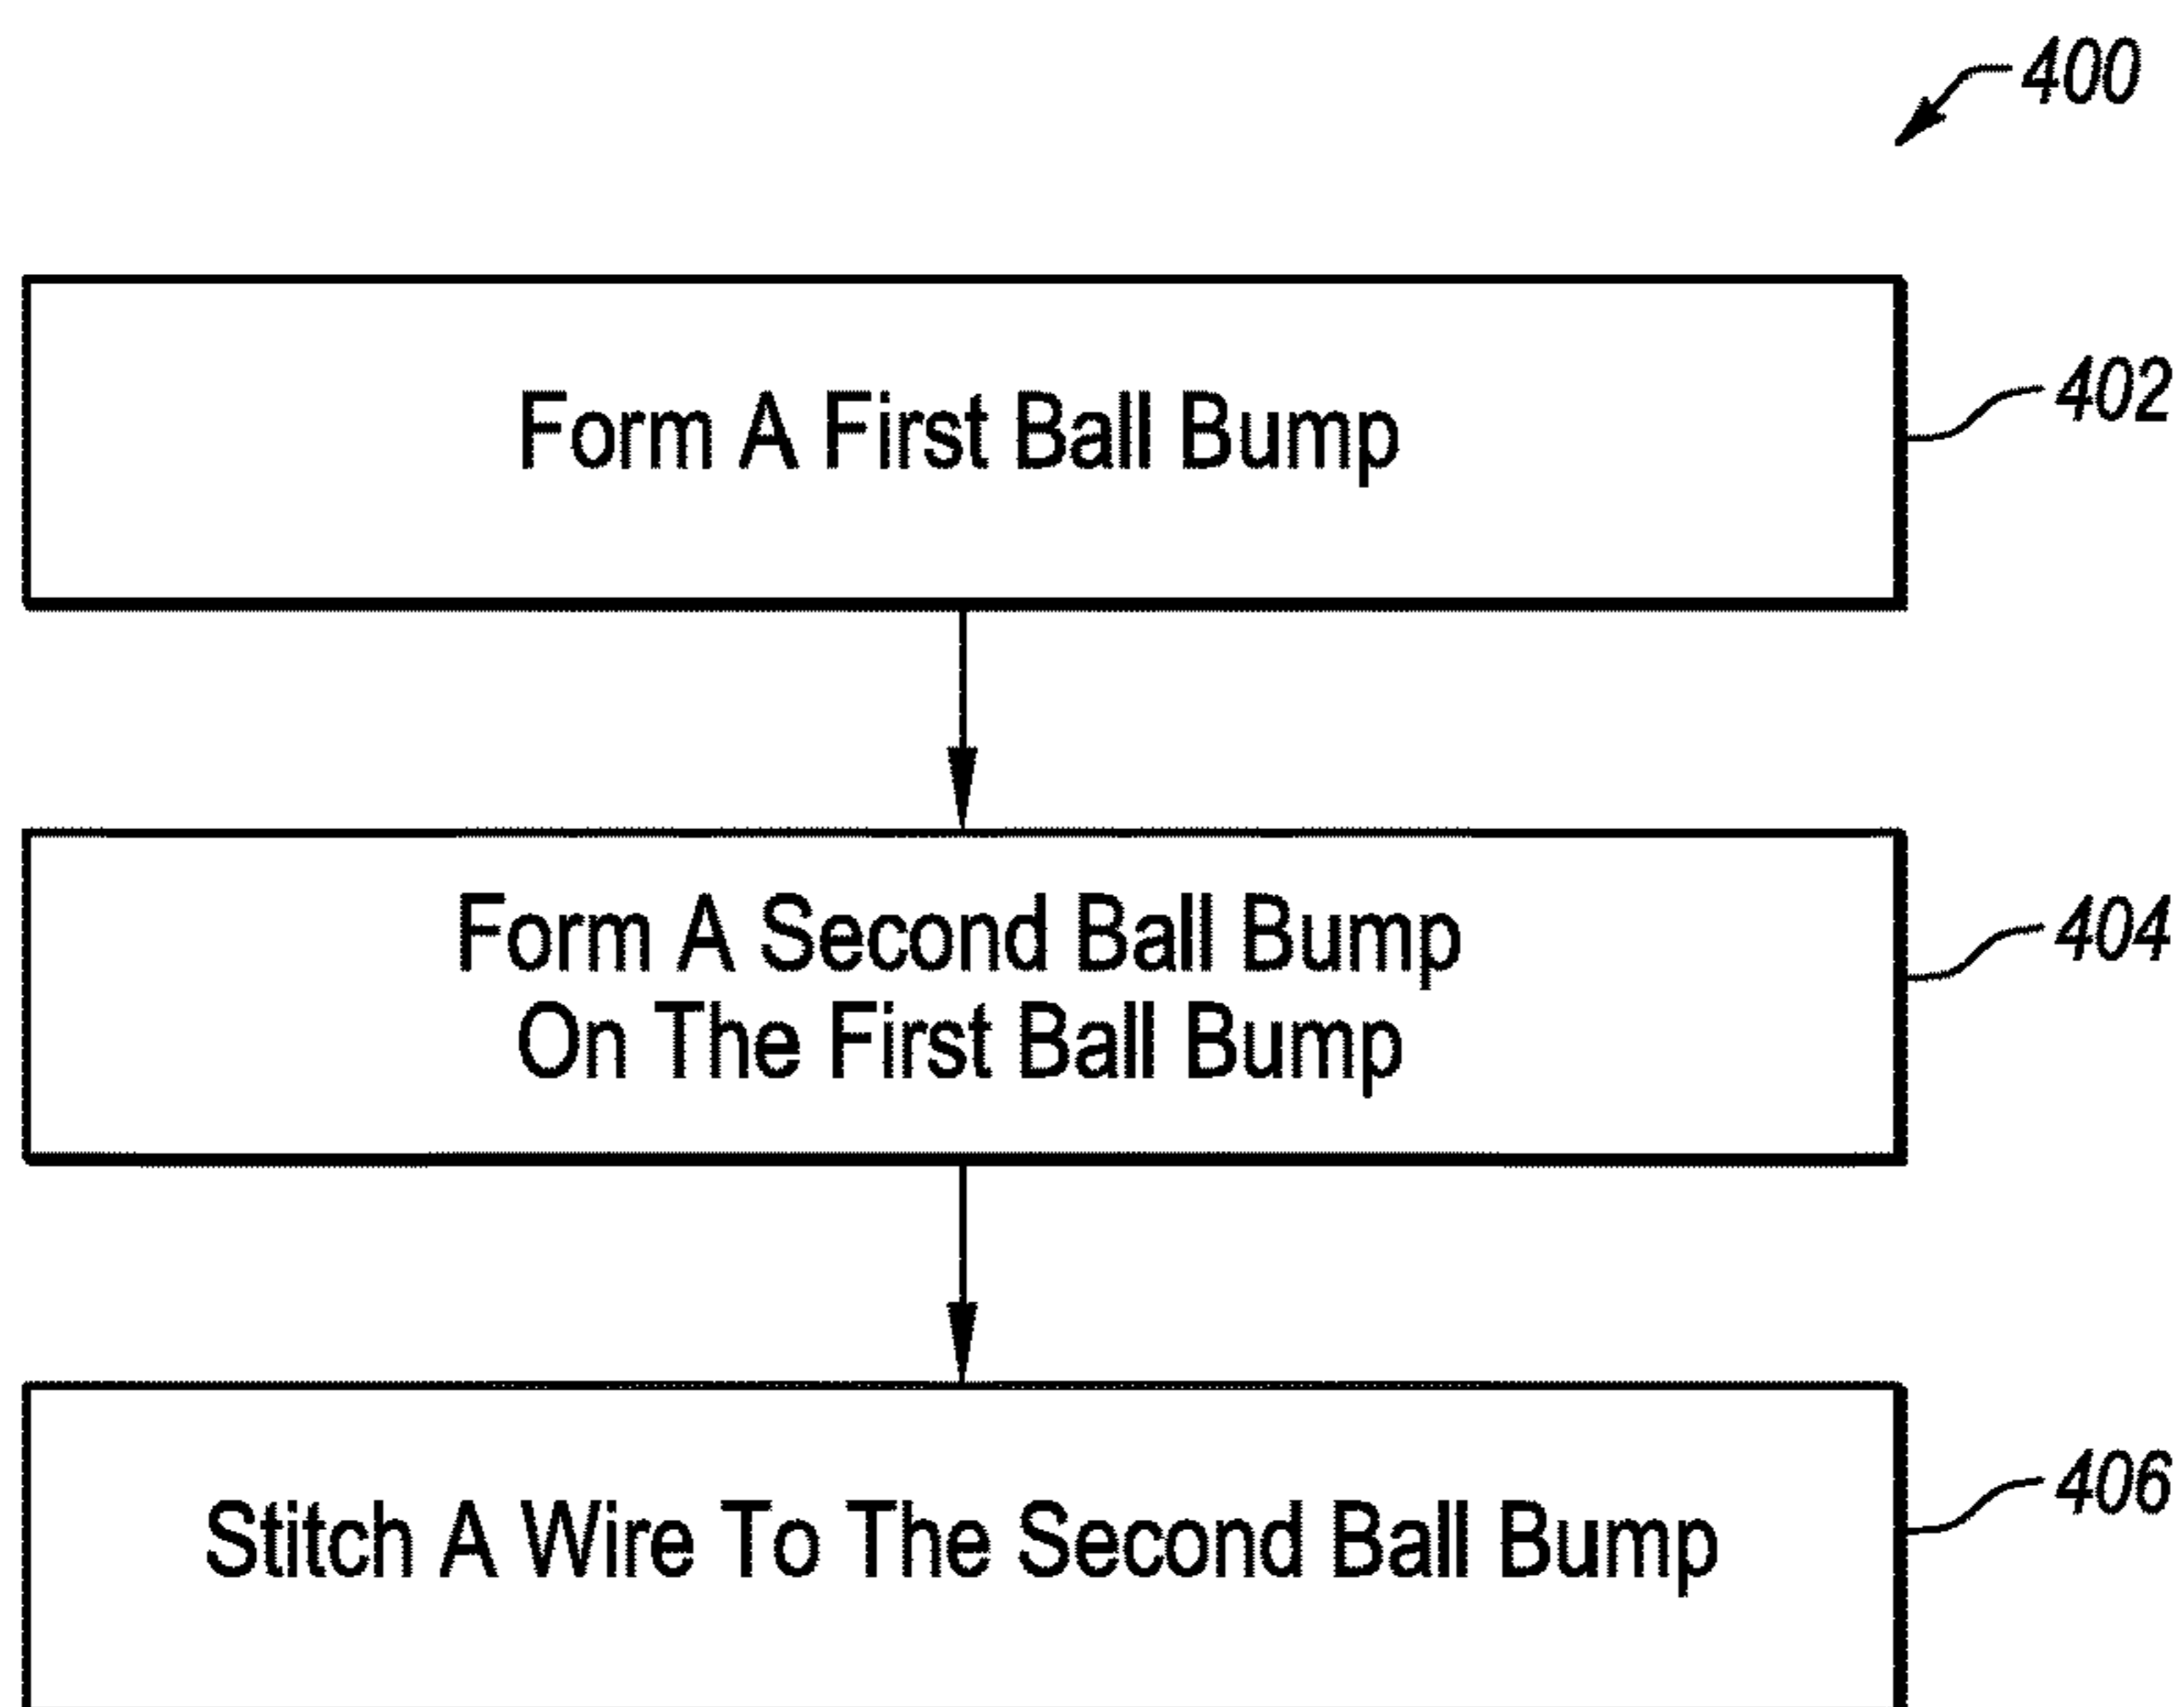 400
Form A First Ball Bump
402
Form A Second Ball Bump
On The First Ball Bump
404
Stitch A Wire To The Second Ball Bump
406